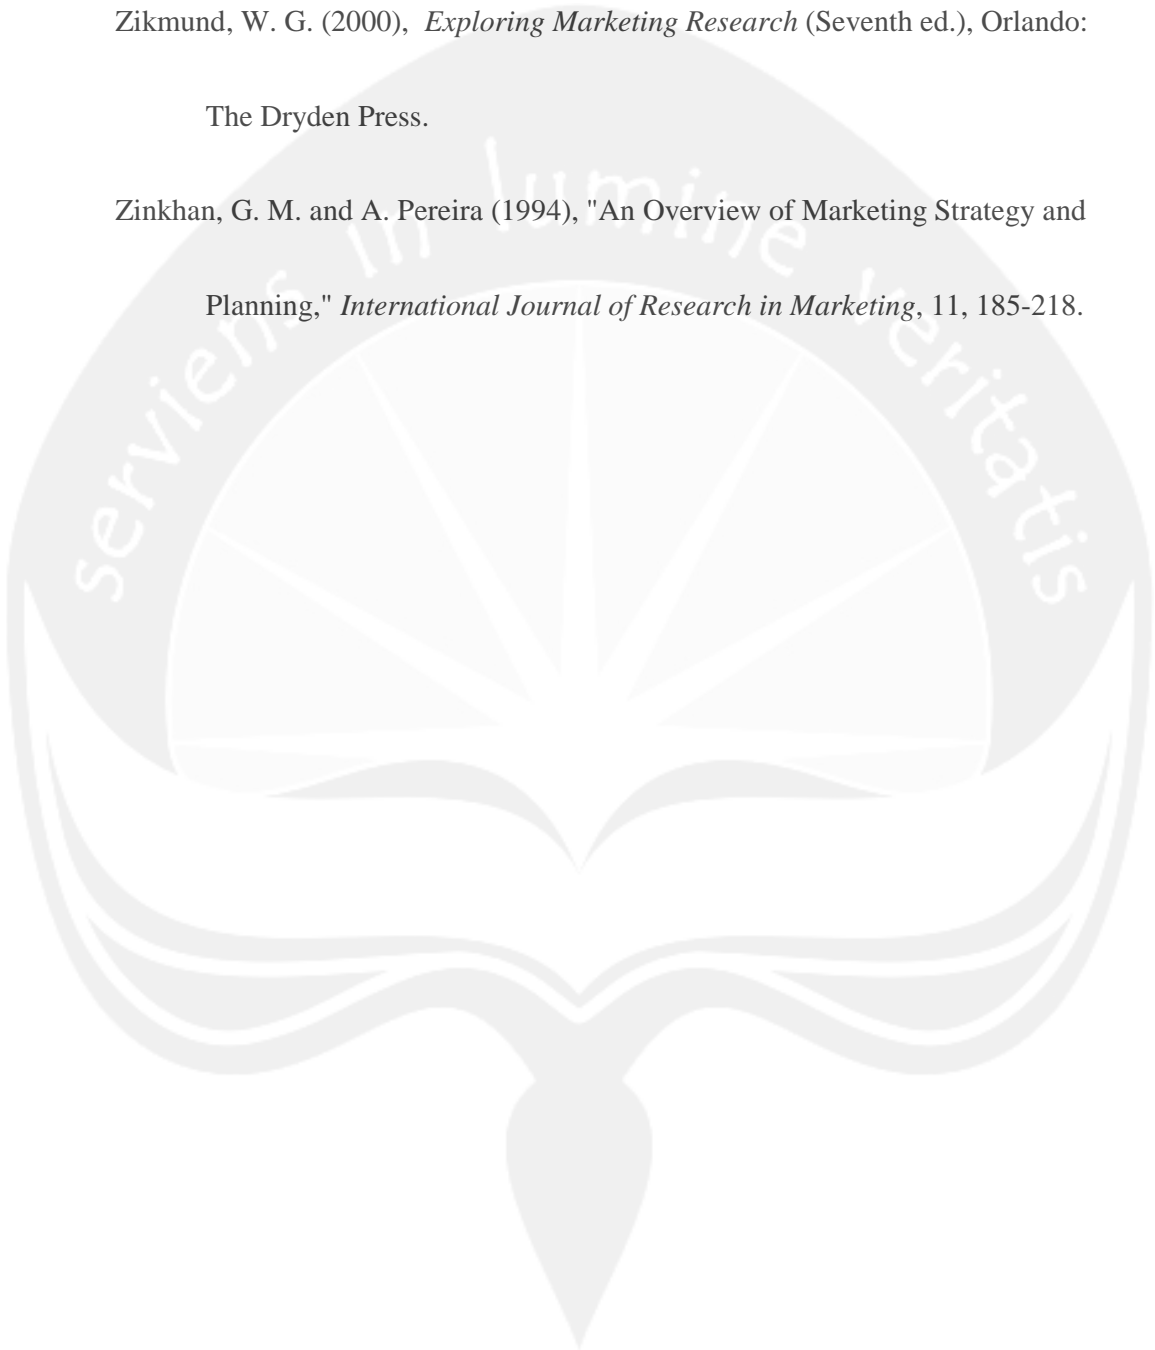 Zikmund, W. G. (2000),  Exploring Marketing Research (Seventh ed.), Orlando:
The Dryden Press.
Zinkhan, G. M. and A. Pereira (1994), "An Overview of Marketing Strategy and
Planning," International Journal of Research in Marketing, 11, 185-218.
serviens in lumine veritatis